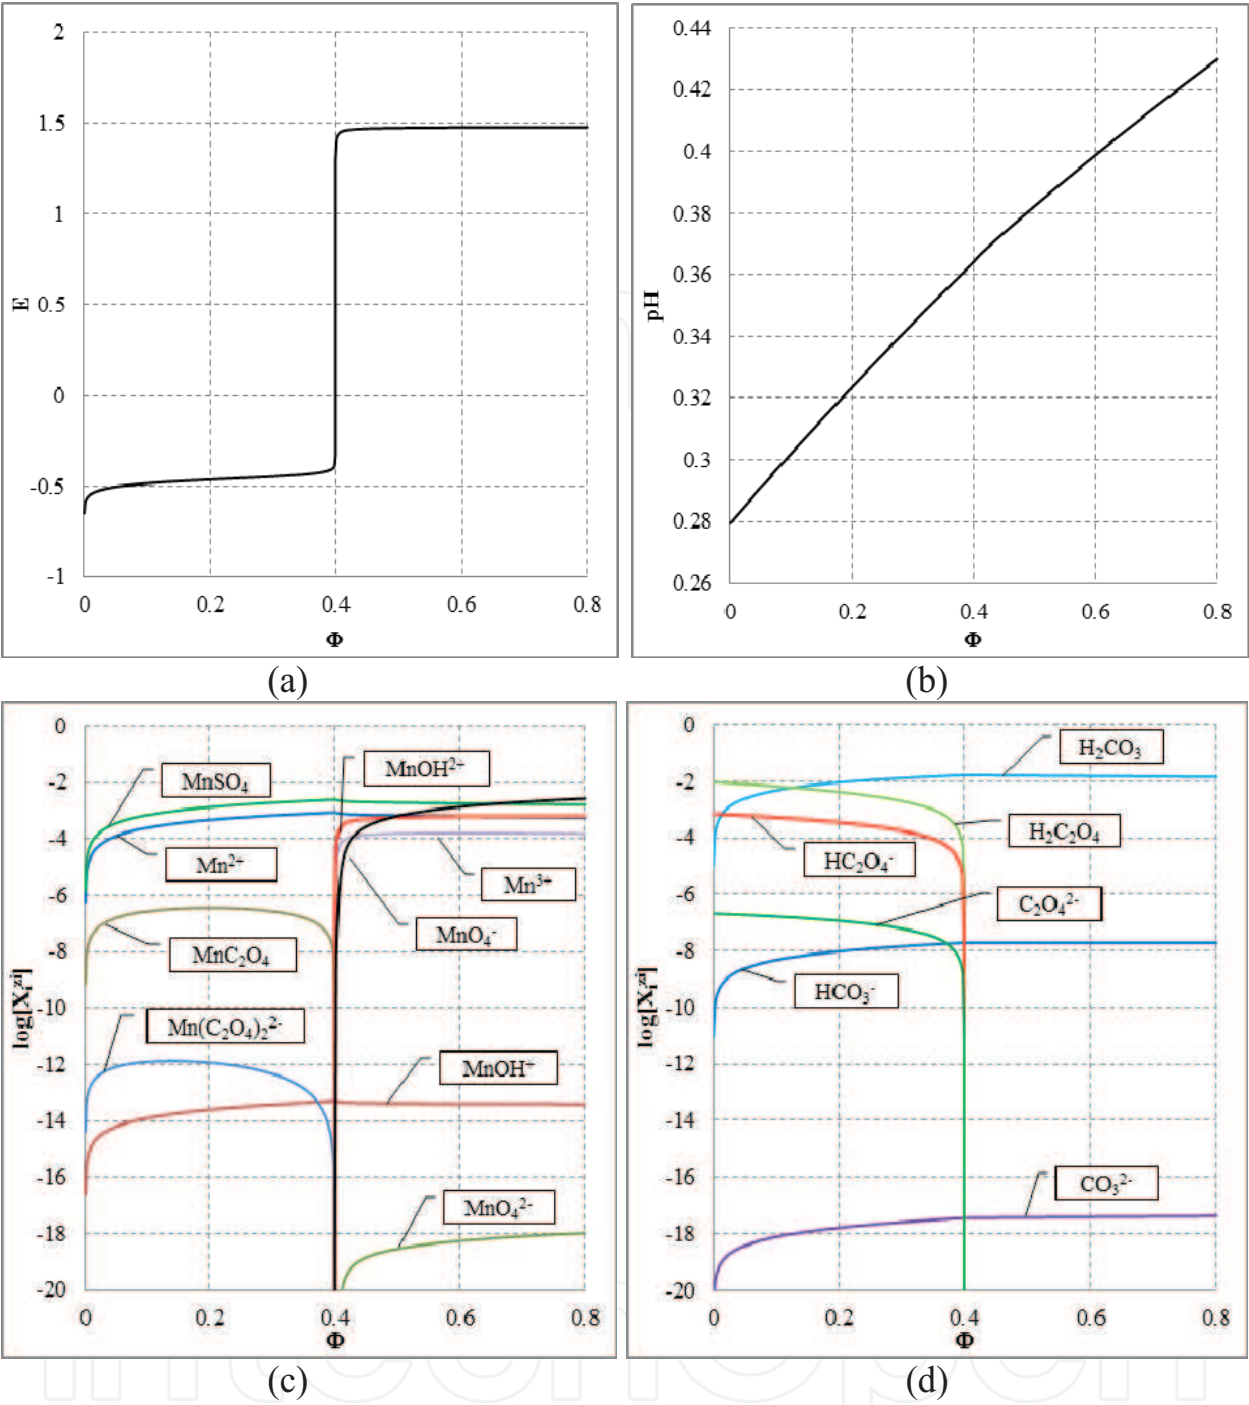 2
1.5
1
0.5
0
-0.5
-1
E
0
0.2
0.4
0.6
0.8
Φ
(a)
0.44
0.42
0.4
0.38
0.36
0.34
0.32
0.3
0.28
0.26
pH
0
0.2
0.4
0.6
0.8
Φ
(b)
0
-2
-4
-6
-8
-10
-12
-14
-16
-18
-20
log[Xᵢᶻⁱ]
MnSO₄
MnOH²⁺
Mn²⁺
Mn³⁺
MnO₄⁻
MnC₂O₄
Mn(C₂O₄)₂²⁻
MnOH⁺
MnO₄²⁻
0
0.2
0.4
0.6
0.8
Φ
(c)
0
-2
-4
-6
-8
-10
-12
-14
-16
-18
-20
log[Xᵢᶻⁱ]
H₂CO₃
H₂C₂O₄
HC₂O₄⁻
C₂O₄²⁻
HCO₃⁻
CO₃²⁻
0
0.2
0.4
0.6
0.8
Φ
(d)